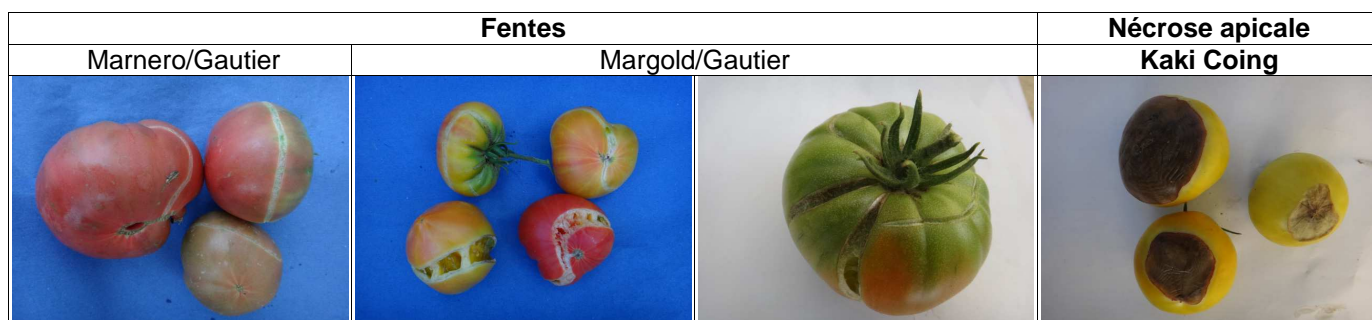 Fentes
Nécrose apicale
Marnero/Gautier
Margold/Gautier
Kaki Coing